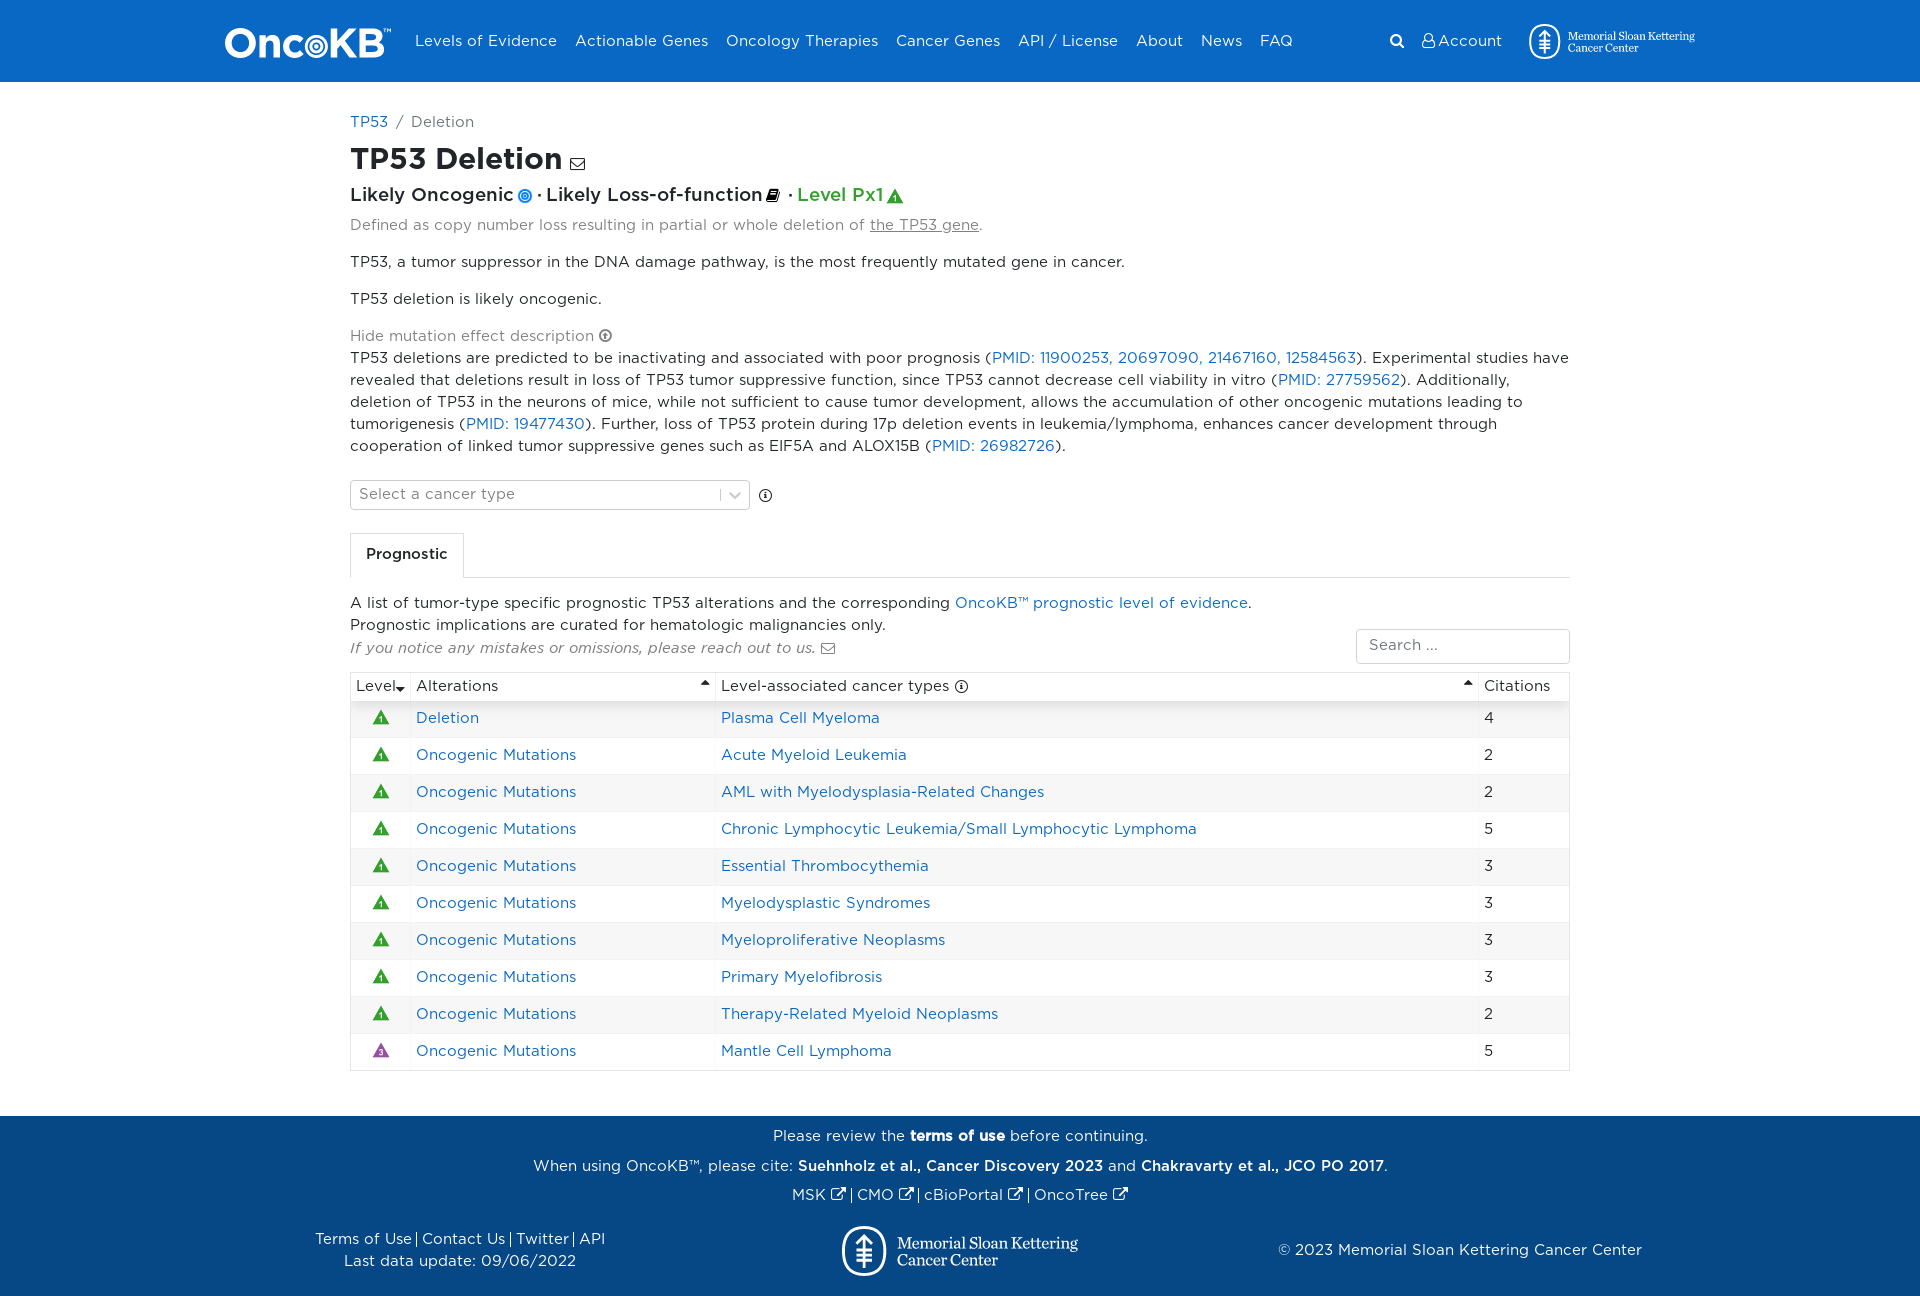 OncoKB™ Levels of Evidence Actionable Genes Oncology Therapies Cancer Genes API / License About News FAQ Account Memorial Sloan Kettering
Cancer Center
TP53 / Deletion
TP53 Deletion
Likely Oncogenic · Likely Loss-of-function · Level Px1 1
Defined as copy number loss resulting in partial or whole deletion of the TP53 gene.
TP53, a tumor suppressor in the DNA damage pathway, is the most frequently mutated gene in cancer.
TP53 deletion is likely oncogenic.
Hide mutation effect description
TP53 deletions are predicted to be inactivating and associated with poor prognosis (PMID: 11900253, 20697090, 21467160, 12584563). Experimental studies have
revealed that deletions result in loss of TP53 tumor suppressive function, since TP53 cannot decrease cell viability in vitro (PMID: 27759562). Additionally,
deletion of TP53 in the neurons of mice, while not sufficient to cause tumor development, allows the accumulation of other oncogenic mutations leading to
tumorigenesis (PMID: 19477430). Further, loss of TP53 protein during 17p deletion events in leukemia/lymphoma, enhances cancer development through
cooperation of linked tumor suppressive genes such as EIF5A and ALOX15B (PMID: 26982726).
Select a cancer type
Prognostic
A list of tumor-type specific prognostic TP53 alterations and the corresponding OncoKB™ prognostic level of evidence.
Prognostic implications are curated for hematologic malignancies only.
If you notice any mistakes or omissions, please reach out to us.
Search ...
Level Alterations Level-associated cancer types Citations
1 Deletion Plasma Cell Myeloma 4
1 Oncogenic Mutations Acute Myeloid Leukemia 2
1 Oncogenic Mutations AML with Myelodysplasia-Related Changes 2
1 Oncogenic Mutations Chronic Lymphocytic Leukemia/Small Lymphocytic Lymphoma 5
1 Oncogenic Mutations Essential Thrombocythemia 3
1 Oncogenic Mutations Myelodysplastic Syndromes 3
1 Oncogenic Mutations Myeloproliferative Neoplasms 3
1 Oncogenic Mutations Primary Myelofibrosis 3
1 Oncogenic Mutations Therapy-Related Myeloid Neoplasms 2
3 Oncogenic Mutations Mantle Cell Lymphoma 5
Please review the terms of use before continuing.
When using OncoKB™, please cite: Suehnholz et al., Cancer Discovery 2023 and Chakravarty et al., JCO PO 2017.
MSK | CMO | cBioPortal | OncoTree
Terms of Use | Contact Us | Twitter | API
Last data update: 09/06/2022
Memorial Sloan Kettering
Cancer Center
© 2023 Memorial Sloan Kettering Cancer Center